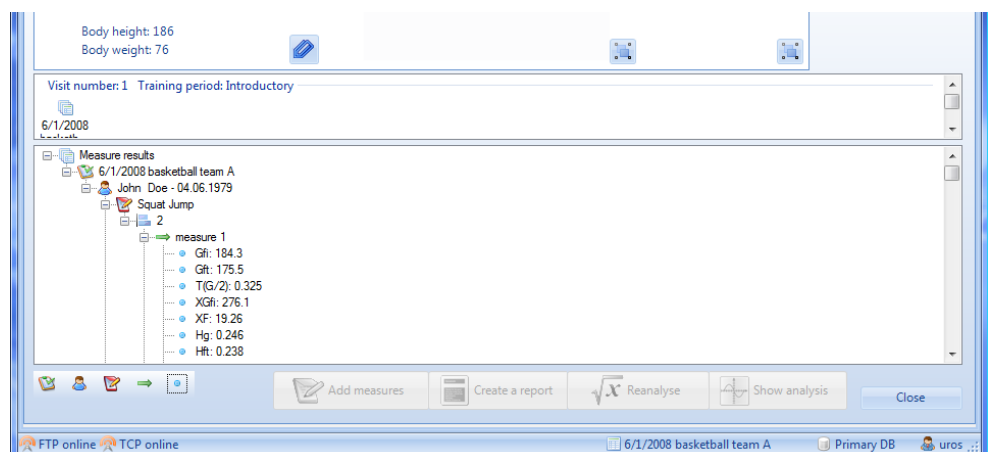 Body height: 186
Body weight: 76
Visit number: 1 Training period: Introductory
6/1/2008
Measure results
6/1/2008 basketball team A
John Doe - 04.06.1979
Squat Jump
2
measure 1
Gfi: 184.3
Gft: 175.5
T(G/2): 0.325
XGfi: 276.1
XF: 19.26
Hg: 0.246
Hft: 0.238
Add measures Create a report Reanalyse Show analysis Close
FTP online TCP online 6/1/2008 basketball team A Primary DB uros